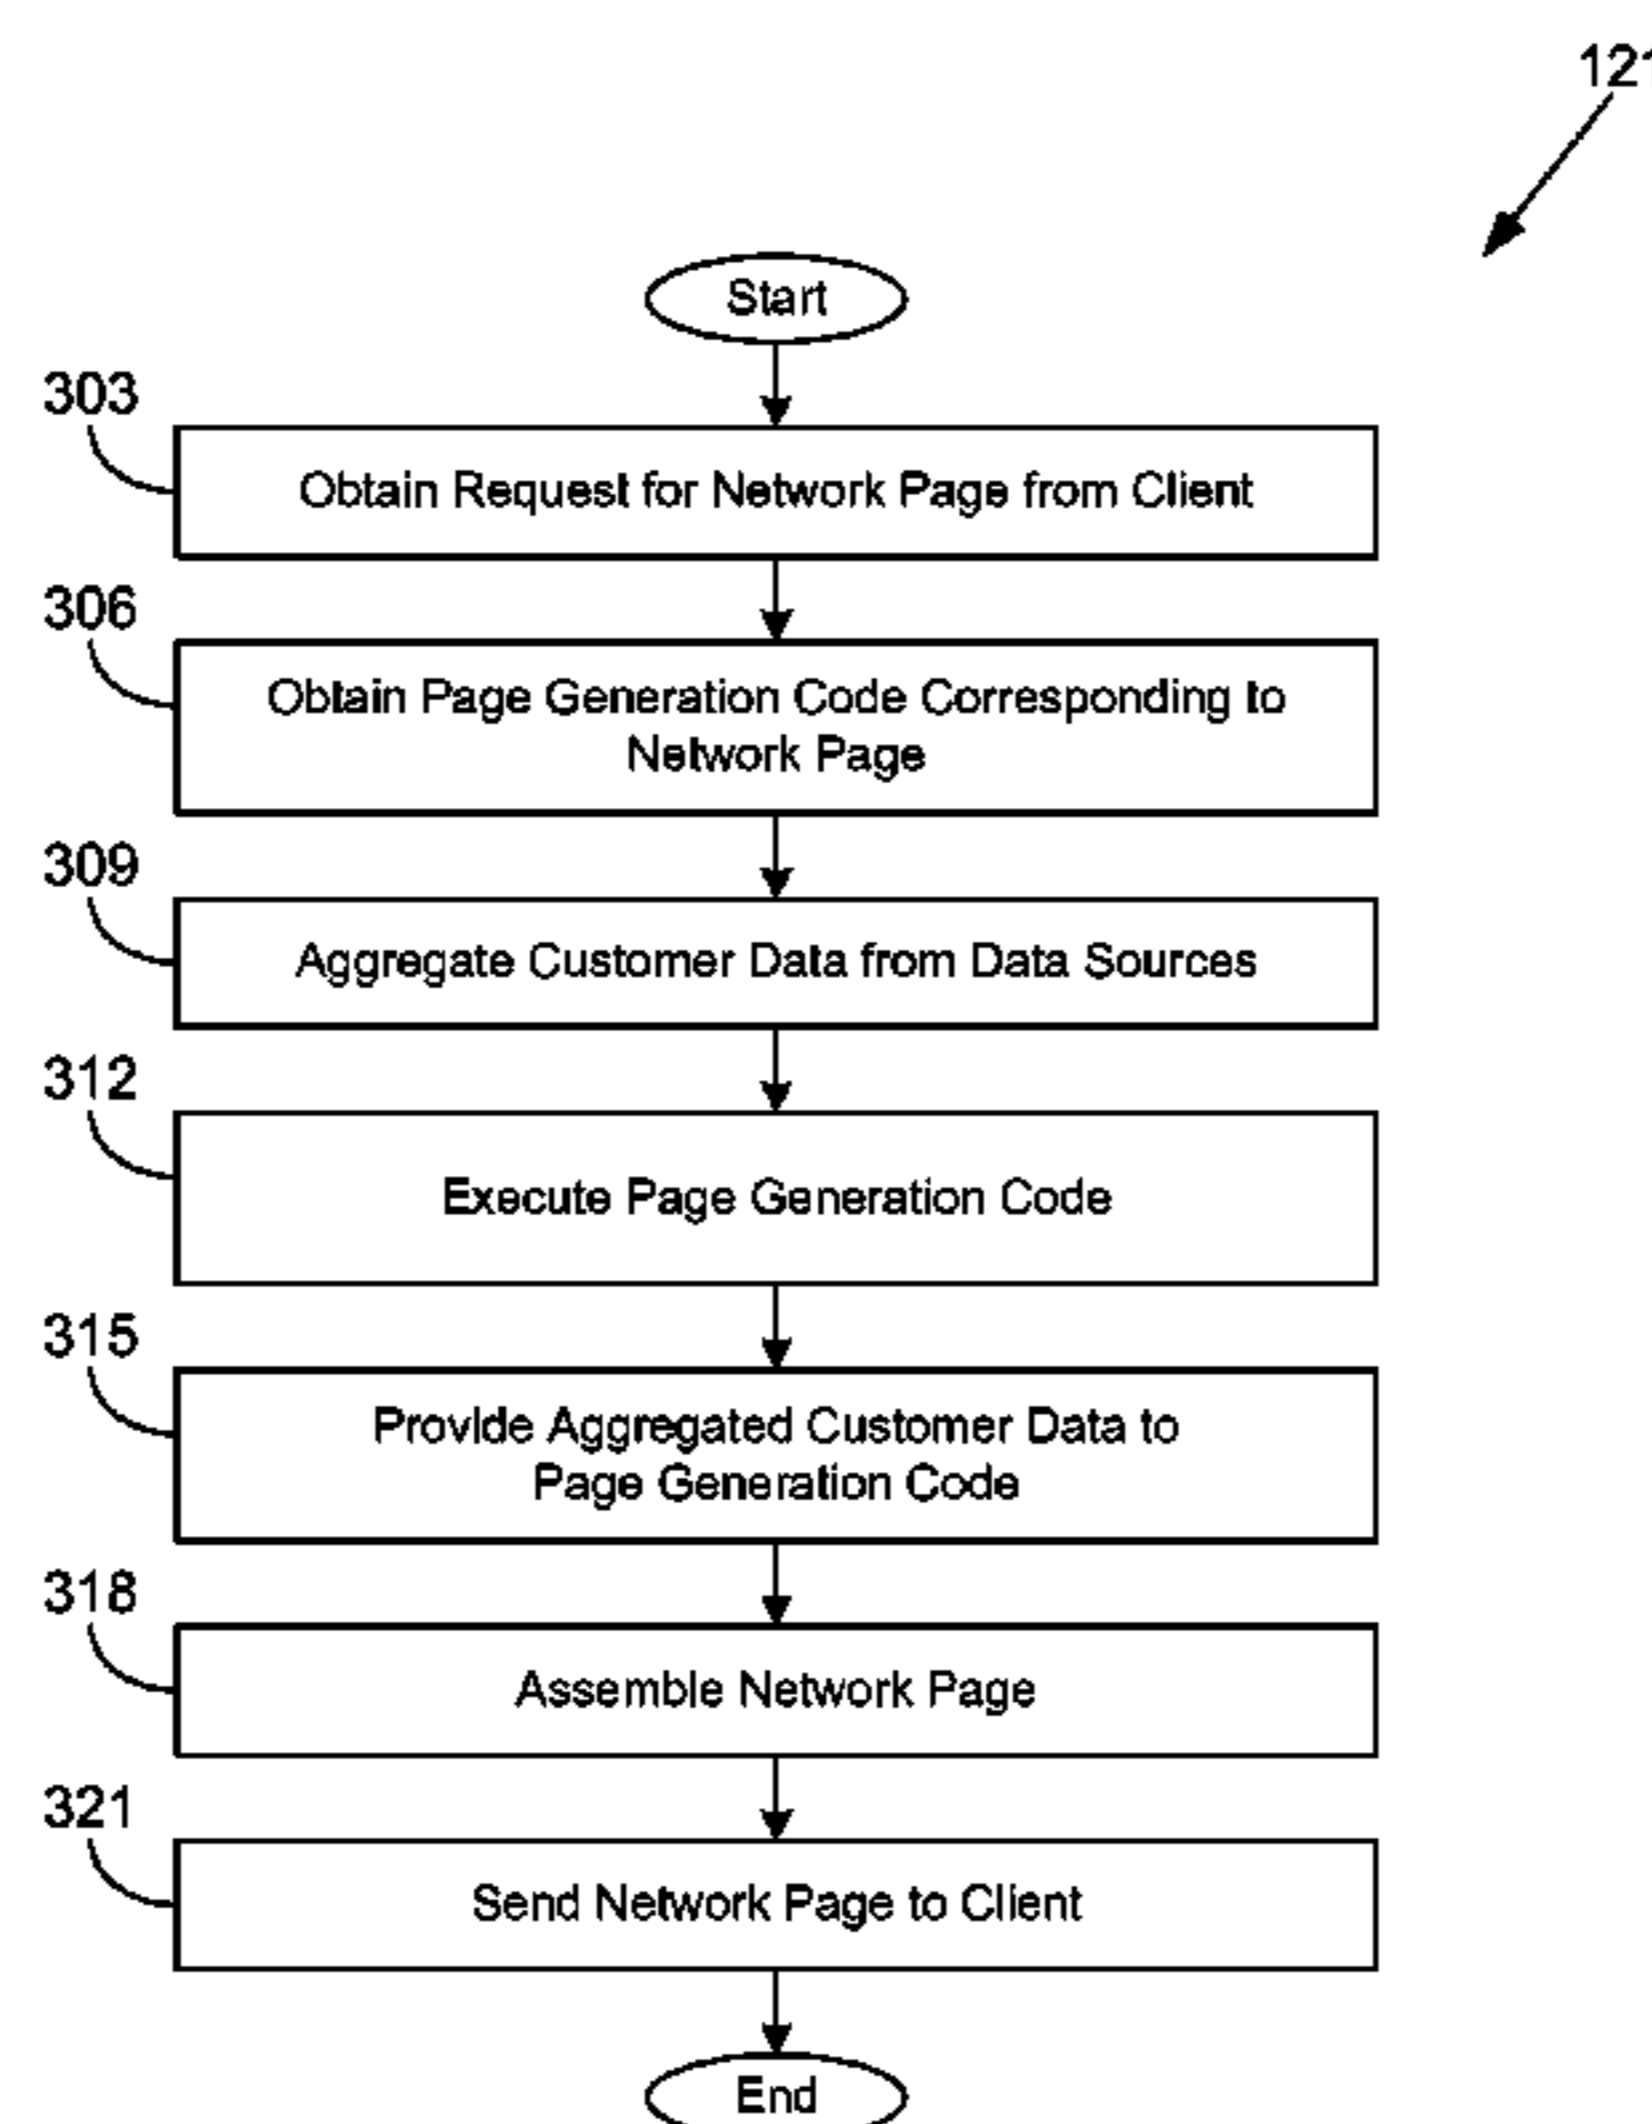 121
Start
303
Obtain Request for Network Page from Client
306
Obtain Page Generation Code Corresponding to
Network Page
309
Aggregate Customer Data from Data Sources
312
Execute Page Generation Code
315
Provide Aggregated Customer Data to
Page Generation Code
318
Assemble Network Page
321
Send Network Page to Client
End